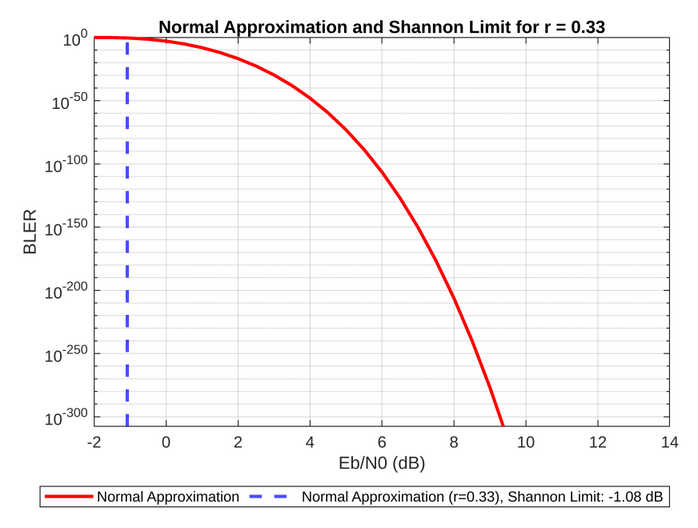 Normal Approximation and Shannon Limit for r = 0.33
10^0
10^-50
10^-100
10^-150
10^-200
10^-250
10^-300
BLER
-2 0 2 4 6 8 10 12 14
Eb/N0 (dB)
Normal Approximation Normal Approximation (r=0.33), Shannon Limit: -1.08 dB